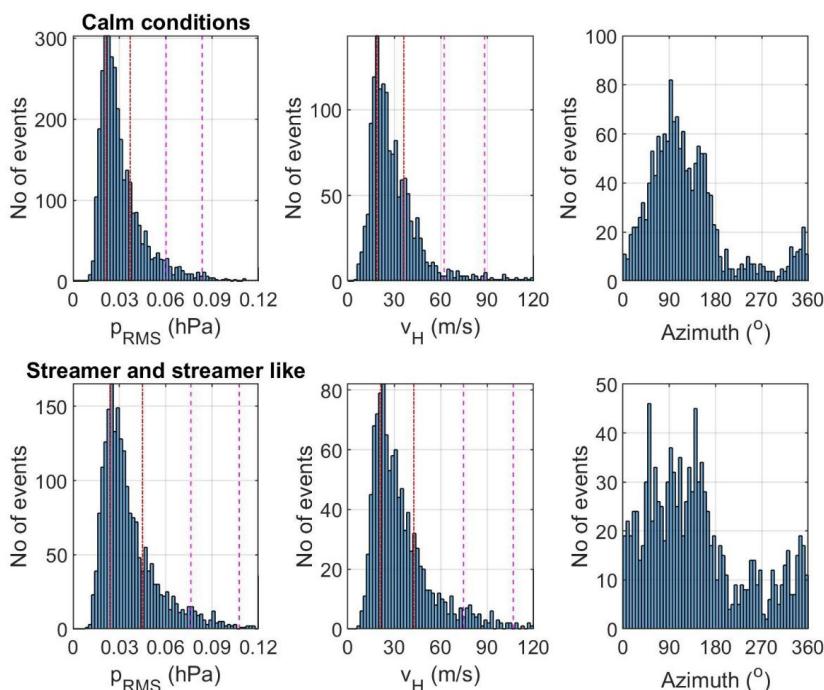 Calm conditions
No of events
300
200
100
0
0 0.03 0.06 0.09 0.12
p_RMS (hPa)
No of events
100
50
0
0 30 60 90 120
v_H (m/s)
No of events
100
80
60
40
20
0
0 90 180 270 360
Azimuth (°)
Streamer and streamer like
No of events
150
100
50
0
0 0.03 0.06 0.09 0.12
p_RMS (hPa)
No of events
80
60
40
20
0
0 30 60 90 120
v_H (m/s)
No of events
50
40
30
20
10
0
0 90 180 270 360
Azimuth (°)